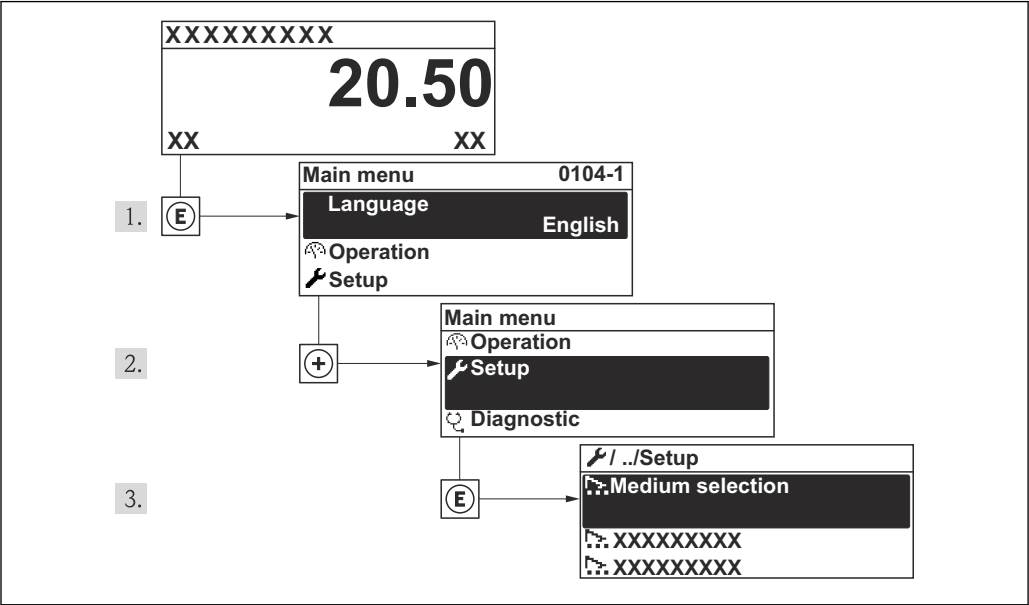 XXXXXXXXX
20.50
XX XX
Main menu 0104-1
Language
English
Operation
Setup
1. E
Main menu
Operation
Setup
Diagnostic
2. +
/ ../Setup
Medium selection
XXXXXXXXX
XXXXXXXXX
3. E